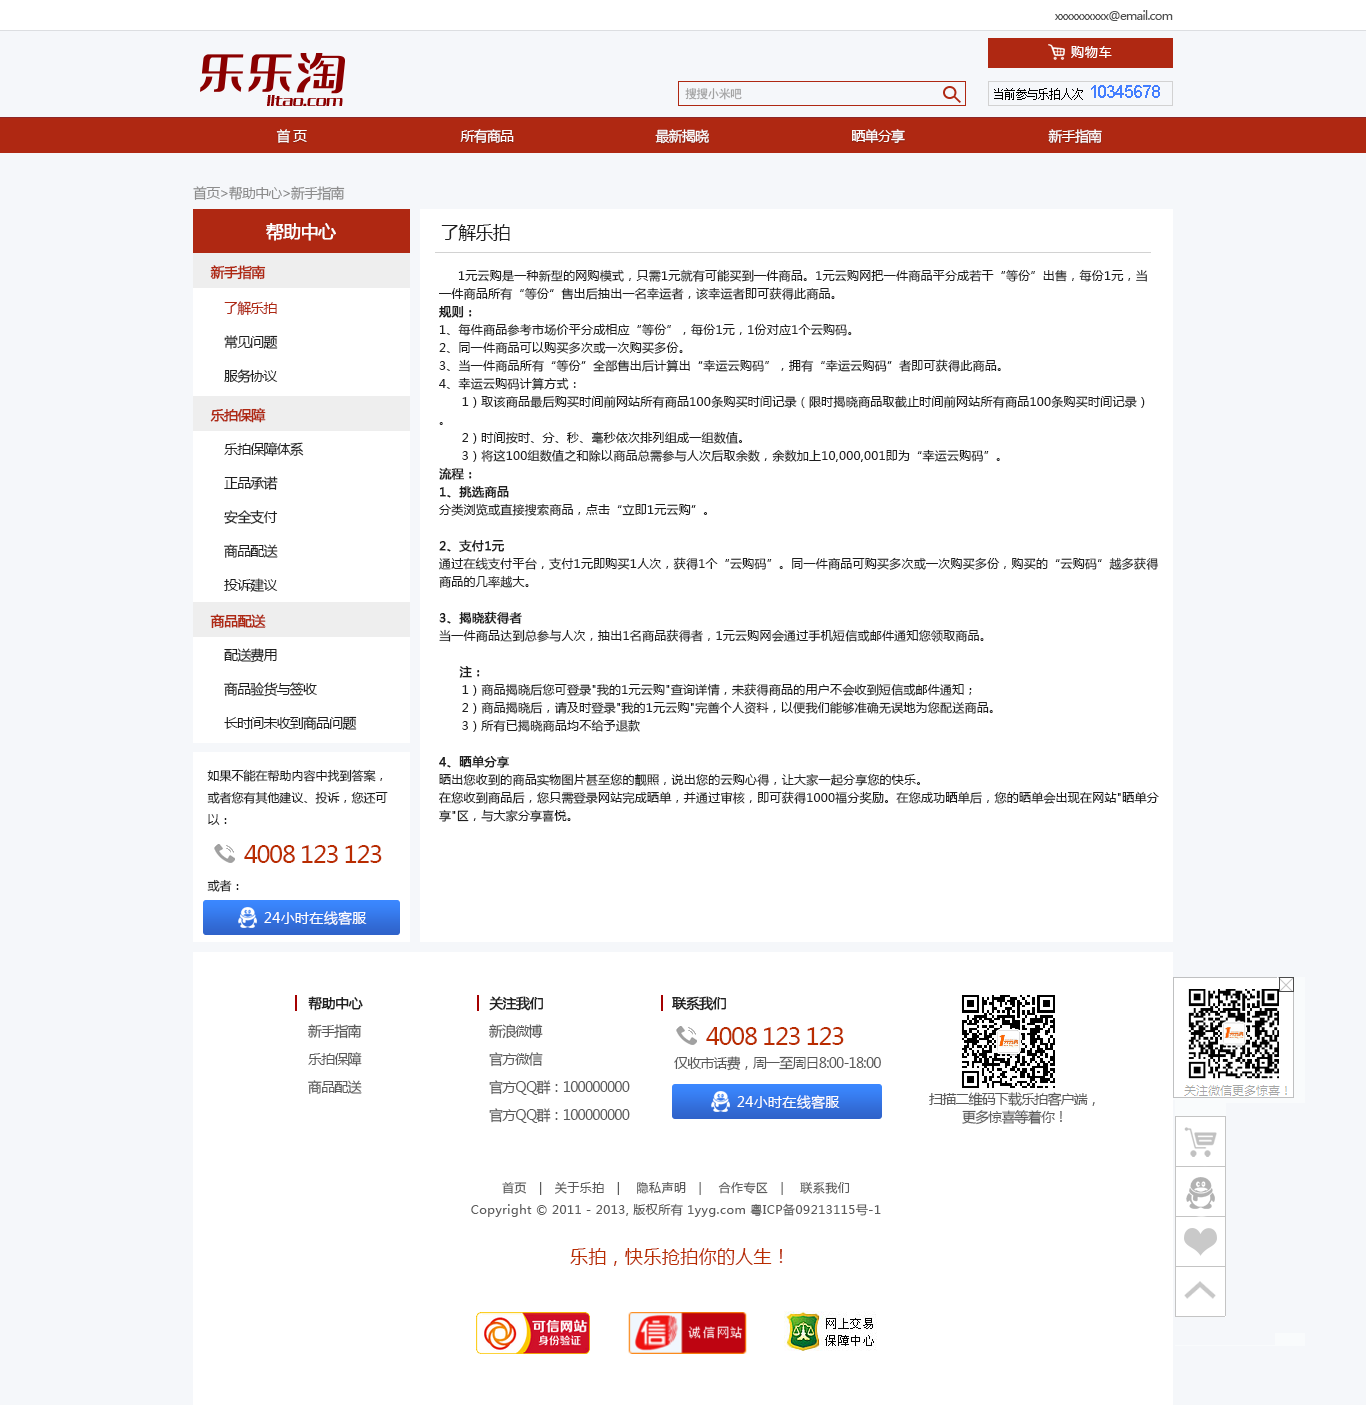 xxxxxxxxxx@email.com
购物车
乐乐淘
lltao.com
搜搜小米吧
当前参与乐拍人次 10345678
首 页
所有商品
最新揭晓
晒单分享
新手指南
首页>帮助中心>新手指南
帮助中心
新手指南
了解乐拍
常见问题
服务协议
乐拍保障
乐拍保障体系
正品承诺
安全支付
商品配送
投诉建议
商品配送
配送费用
商品验货与签收
长时间未收到商品问题
如果不能在帮助内容中找到答案，
或者您有其他建议、投诉，您还可
以：
4008 123 123
或者：
24小时在线客服
了解乐拍
1元云购是一种新型的网购模式，只需1元就有可能买到一件商品。1元云购网把一件商品平分成若干“等份”出售，每份1元，当
一件商品所有“等份”售出后抽出一名幸运者，该幸运者即可获得此商品。
规则：
1、每件商品参考市场价平分成相应“等份”，每份1元，1份对应1个云购码。
2、同一件商品可以购买多次或一次购买多份。
3、当一件商品所有“等份”全部售出后计算出“幸运云购码”，拥有“幸运云购码”者即可获得此商品。
4、幸运云购码计算方式：
1）取该商品最后购买时间前网站所有商品100条购买时间记录（限时揭晓商品取截止时间前网站所有商品100条购买时间记录）
。
2）时间按时、分、秒、毫秒依次排列组成一组数值。
3）将这100组数值之和除以商品总需参与人次后取余数，余数加上10,000,001即为“幸运云购码”。
流程：
1、挑选商品
分类浏览或直接搜索商品，点击“立即1元云购”。
2、支付1元
通过在线支付平台，支付1元即购买1人次，获得1个“云购码”。同一件商品可购买多次或一次购买多份，购买的“云购码”越多获得
商品的几率越大。
3、揭晓获得者
当一件商品达到总参与人次，抽出1名商品获得者，1元云购网会通过手机短信或邮件通知您领取商品。
注：
1）商品揭晓后您可登录"我的1元云购"查询详情，未获得商品的用户不会收到短信或邮件通知；
2）商品揭晓后，请及时登录"我的1元云购"完善个人资料，以便我们能够准确无误地为您配送商品。
3）所有已揭晓商品均不给予退款
4、晒单分享
晒出您收到的商品实物图片甚至您的靓照，说出您的云购心得，让大家一起分享您的快乐。
在您收到商品后，您只需登录网站完成晒单，并通过审核，即可获得1000福分奖励。在您成功晒单后，您的晒单会出现在网站"晒单分
享"区，与大家分享喜悦。
帮助中心
新手指南
乐拍保障
商品配送
关注我们
新浪微博
官方微信
官方QQ群：100000000
官方QQ群：100000000
联系我们
4008 123 123
仅收市话费，周一至周日8:00-18:00
24小时在线客服
扫描二维码下载乐拍客户端，
更多惊喜等着你！
关注微信更多惊喜！
首页 | 关于乐拍 | 隐私声明 | 合作专区 | 联系我们
Copyright © 2011 - 2013, 版权所有 1yyg.com 粤ICP备09213115号-1
乐拍，快乐抢拍你的人生！
可信网站
身份验证
信
诚信网站
网上交易
保障中心